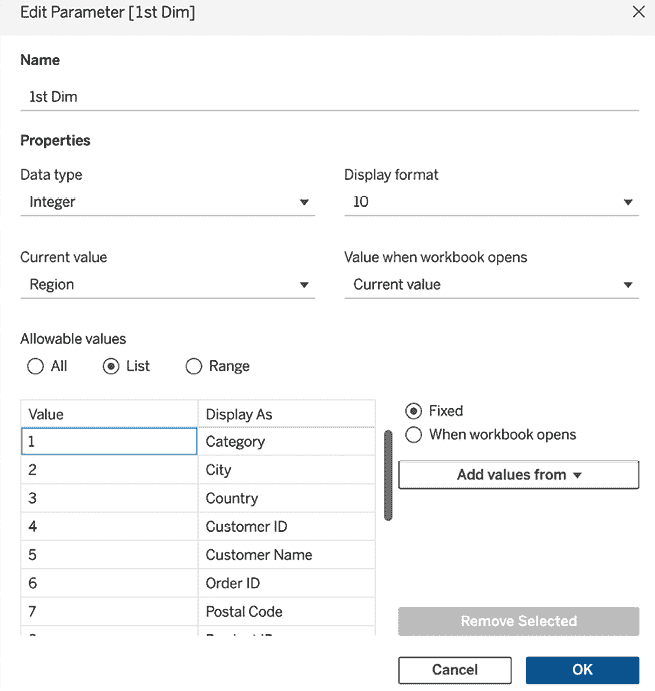 Edit Parameter [1st Dim]
Name
1st Dim
Properties
Data type
Display format
Integer
10
Current value
Value when workbook opens
Region
Current value
Allowable values
All List Range
Value Display As
1 Category
2 City
3 Country
4 Customer ID
5 Customer Name
6 Order ID
7 Postal Code
Fixed
When workbook opens
Add values from
Remove Selected
Cancel OK